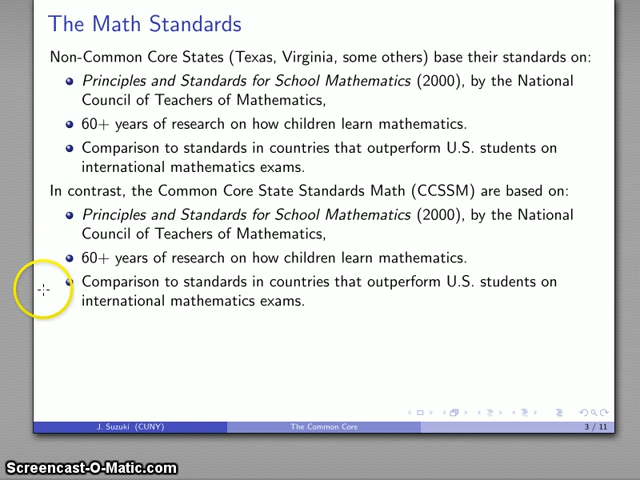 The Math Standards
Non-Common Core States (Texas, Virginia, some others) base their standards on:
Principles and Standards for School Mathematics (2000), by the National
Council of Teachers of Mathematics,
60+ years of research on how children learn mathematics.
Comparison to standards in countries that outperform U.S. students on
international mathematics exams.
In contrast, the Common Core State Standards Math (CCSSM) are based on:
Principles and Standards for School Mathematics (2000), by the National
Council of Teachers of Mathematics,
60+ years of research on how children learn mathematics.
Comparison to standards in countries that outperform U.S. students on
international mathematics exams.
J. Suzuki (CUNY)
The Common Core
3 / 11
Screencast-O-Matic.com